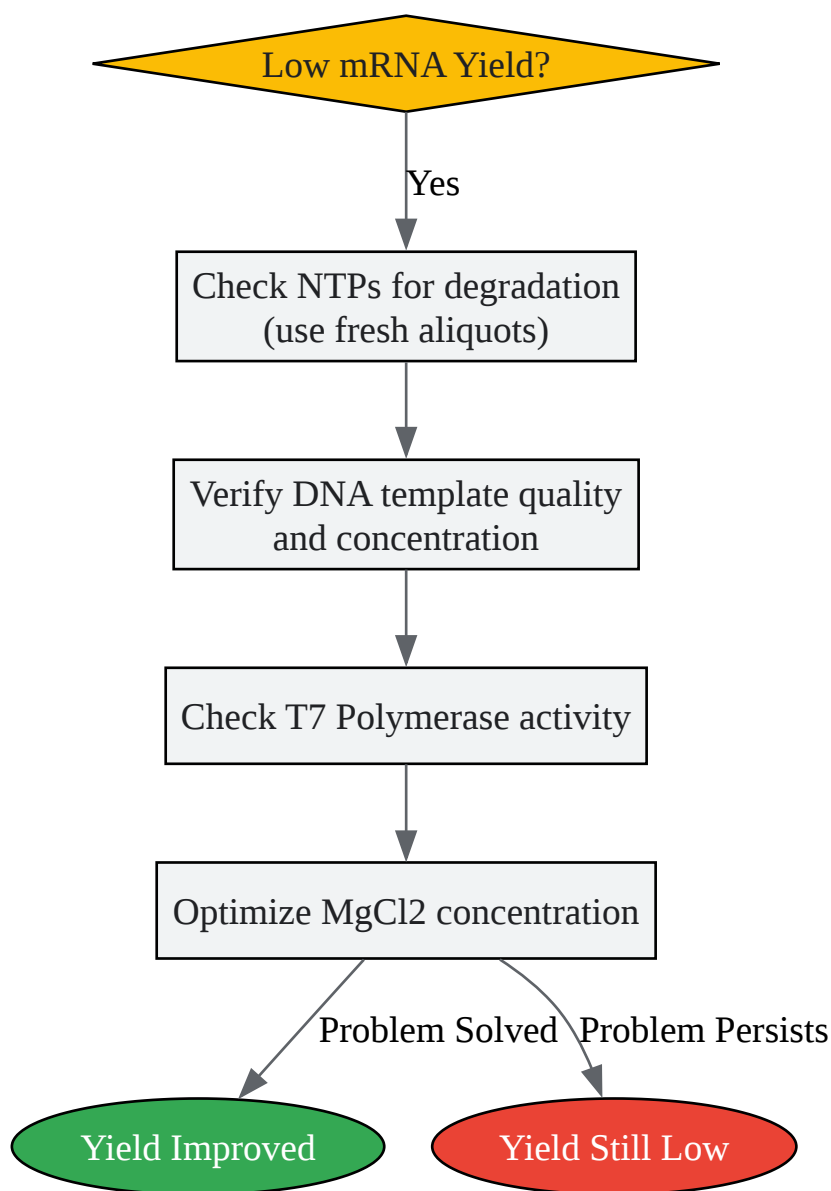 Low mRNA Yield?
Yes
Check NTPs for degradation
(use fresh aliquots)
Verify DNA template quality
and concentration
Check T7 Polymerase activity
Optimize MgCl2 concentration
Problem Solved
Problem Persists
Yield Improved
Yield Still Low